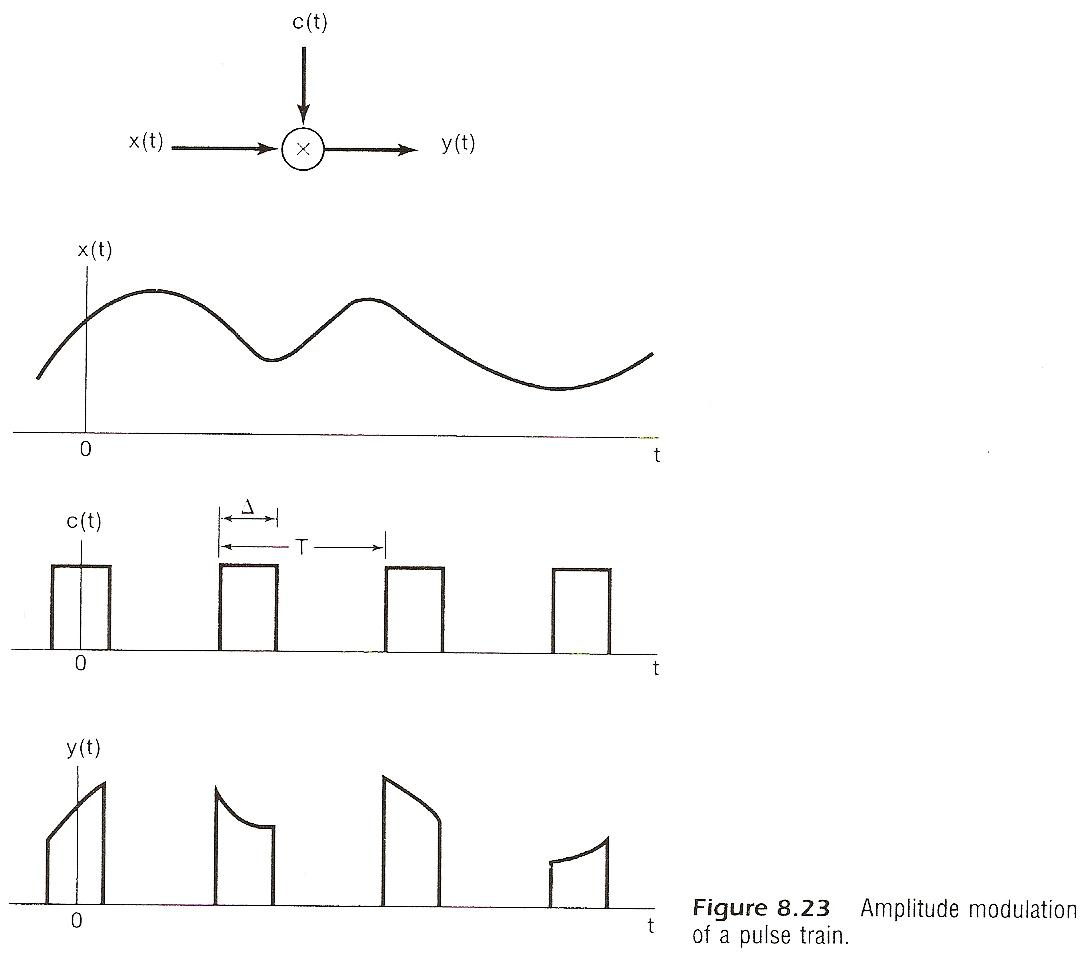 c(t)
x(t) × y(t)
x(t)
0
t
Δ
c(t)
T
0
t
y(t)
0
t
Figure 8.23 Amplitude modulation
of a pulse train.